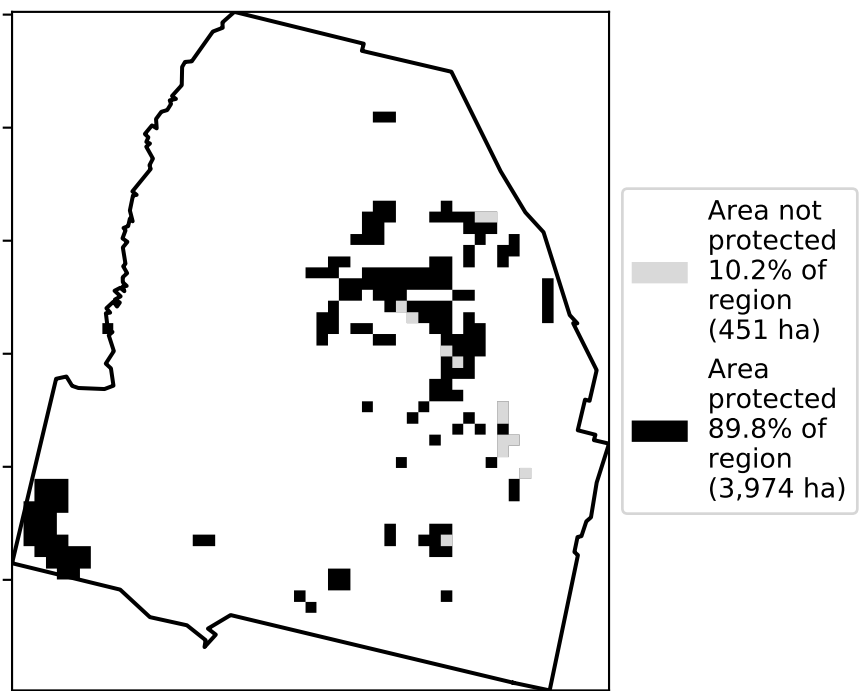 Area not
protected
10.2% of
region
(451 ha)
Area
protected
89.8% of
region
(3,974 ha)